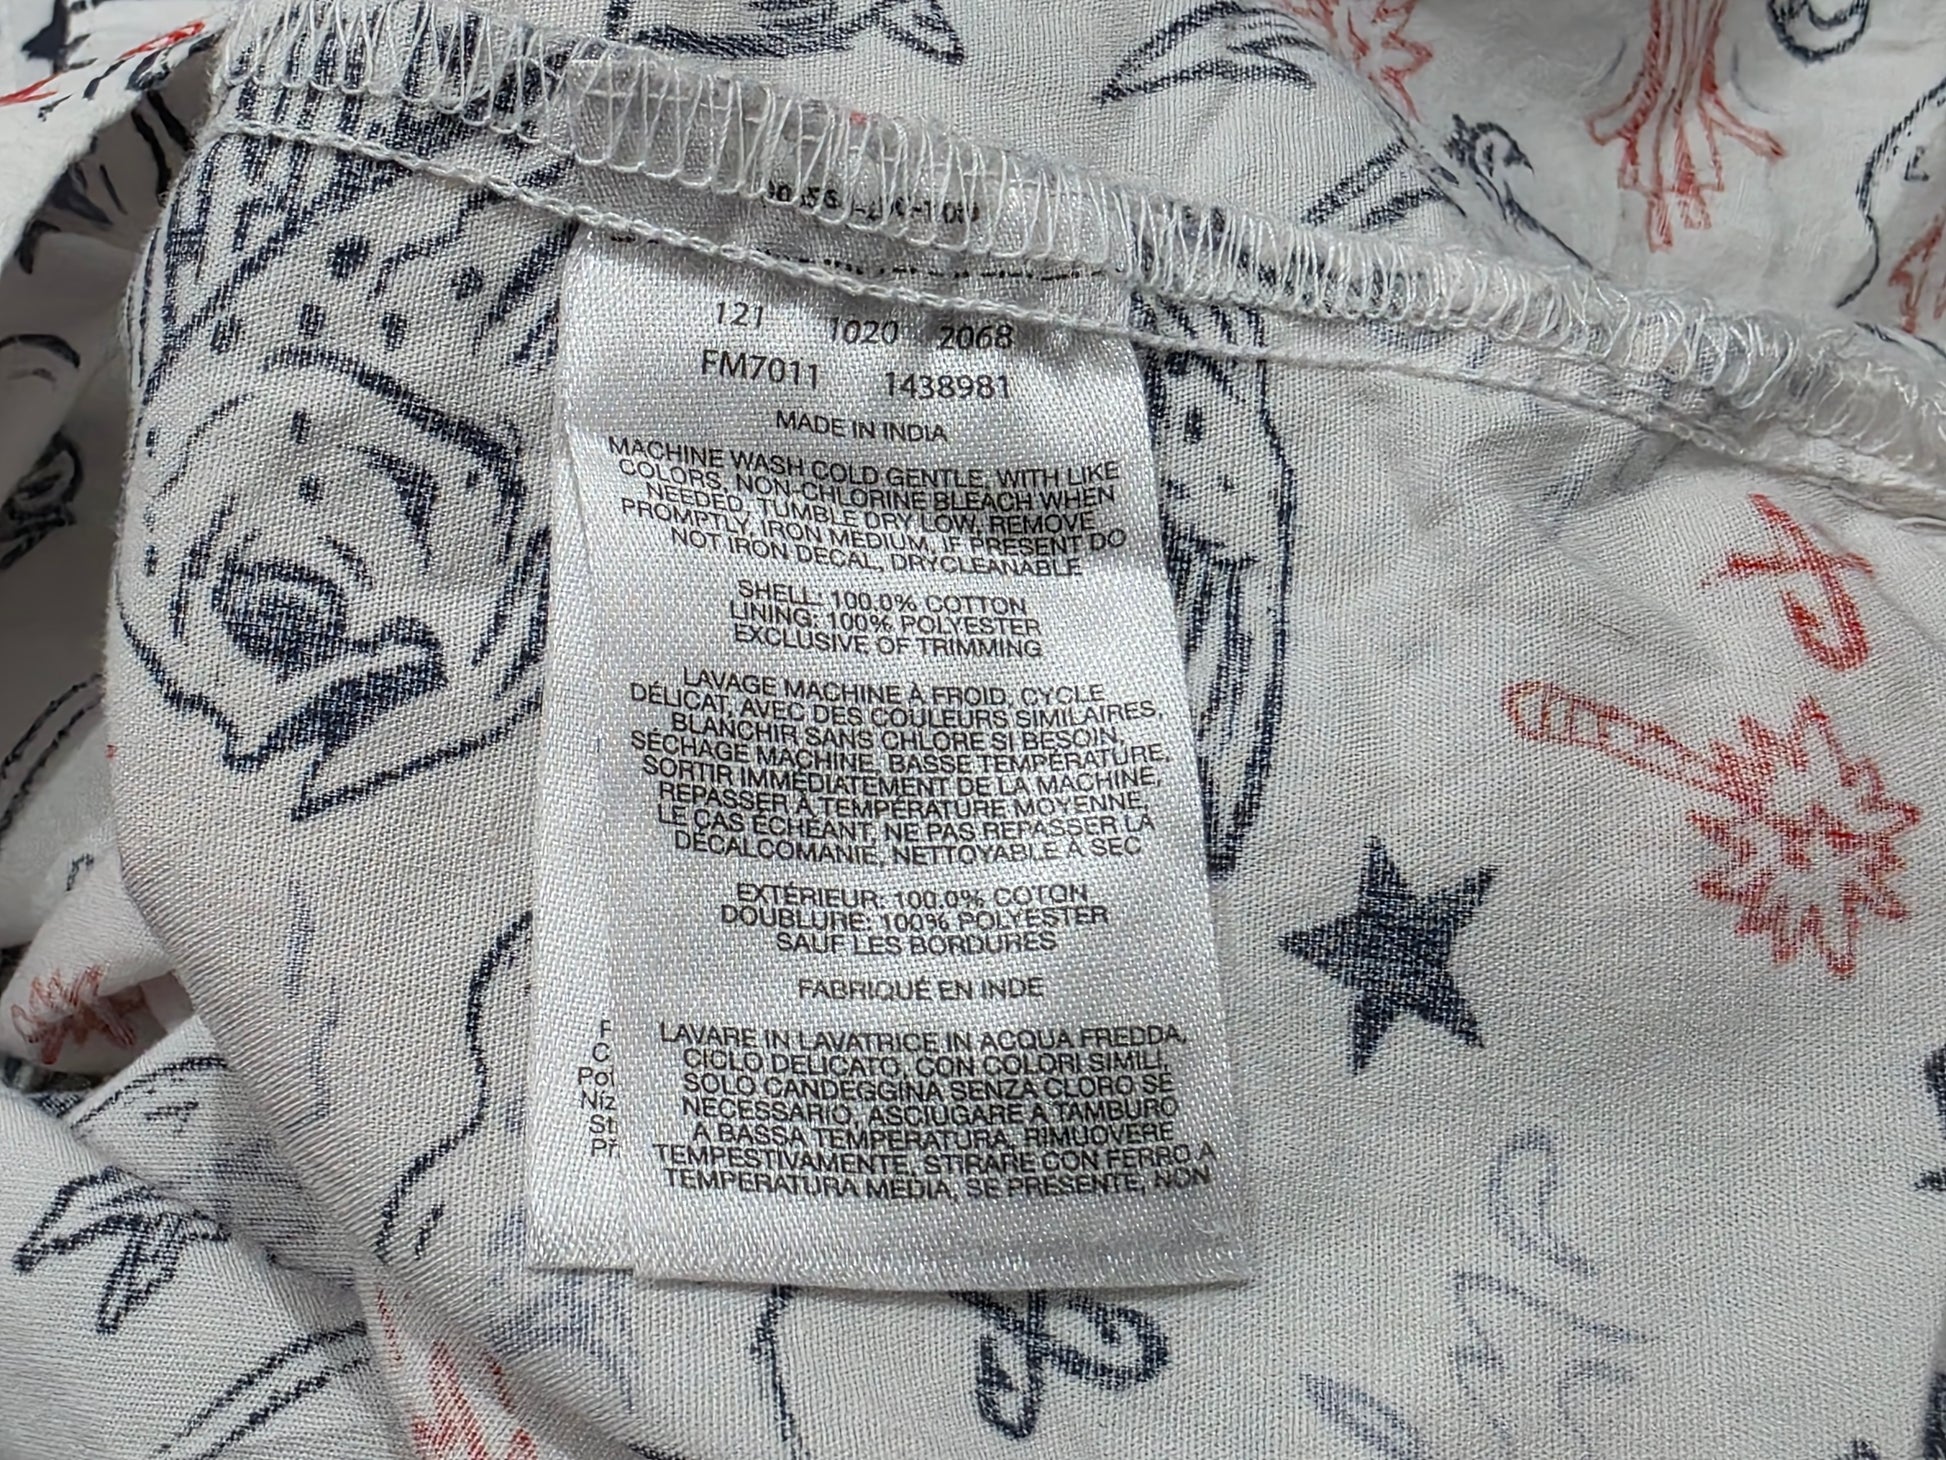 121 1020 2068
FM7011 1438981
MADE IN INDIA
MACHINE WASH COLD GENTLE, WITH LIKE
COLORS, NON-CHLORINE BLEACH WHEN
NEEDED, TUMBLE DRY LOW, REMOVE
PROMPTLY, IRON MEDIUM, IF PRESENT DO
NOT IRON DECAL, DRYCLEANABLE
SHELL: 100.0% COTTON
LINING: 100% POLYESTER
EXCLUSIVE OF TRIMMING
LAVAGE MACHINE À FROID, CYCLE
DÉLICAT, AVEC DES COULEURS SIMILAIRES,
BLANCHIR SANS CHLORE SI BESOIN,
SÉCHAGE MACHINE, BASSE TEMPÉRATURE,
SORTIR IMMÉDIATEMENT DE LA MACHINE,
REPASSER À TEMPÉRATURE MOYENNE,
LE CAS ÉCHÉANT, NE PAS REPASSER LA
DÉCALCOMANIE, NETTOYABLE À SEC
EXTÉRIEUR: 100.0% COTON
DOUBLURE: 100% POLYESTER
SAUF LES BORDURES
FABRIQUÉ EN INDE
LAVARE IN LAVATRICE IN ACQUA FREDDA,
CICLO DELICATO, CON COLORI SIMILI,
SOLO CANDEGGINA SENZA CLORO SE
NECESSARIO, ASCIUGARE A TAMBURO
A BASSA TEMPERATURA, RIMUOVERE
TEMPESTIVAMENTE, STIRARE CON FERRO A
TEMPERATURA MEDIA, SE PRESENTE, NON